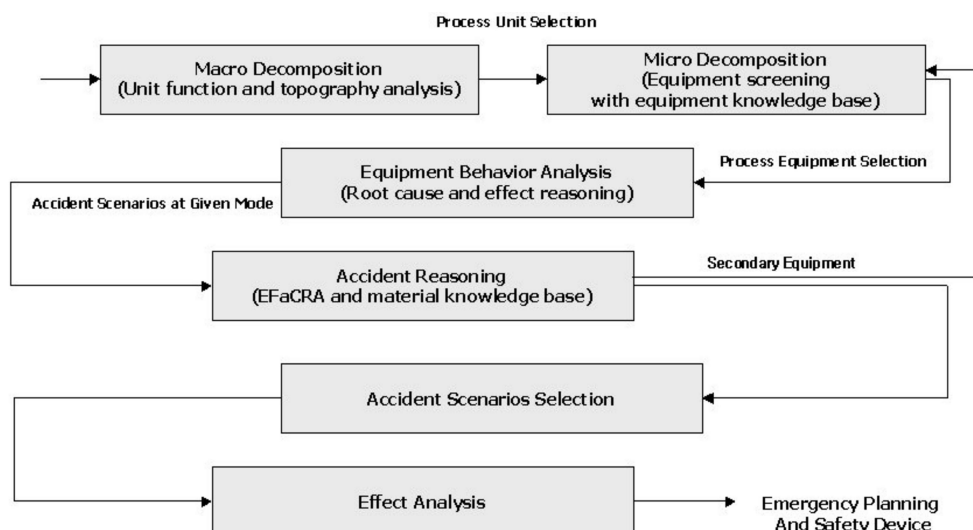 Process Unit Selection
Macro Decomposition
(Unit function and topography analysis)
Micro Decomposition
(Equipment screening
with equipment knowledge base)
Equipment Behavior Analysis
(Root cause and effect reasoning)
Process Equipment Selection
Accident Scenarios at Given Mode
Accident Reasoning
(EFaCRA and material knowledge base)
Secondary Equipment
Accident Scenarios Selection
Effect Analysis
Emergency Planning
And Safety Device